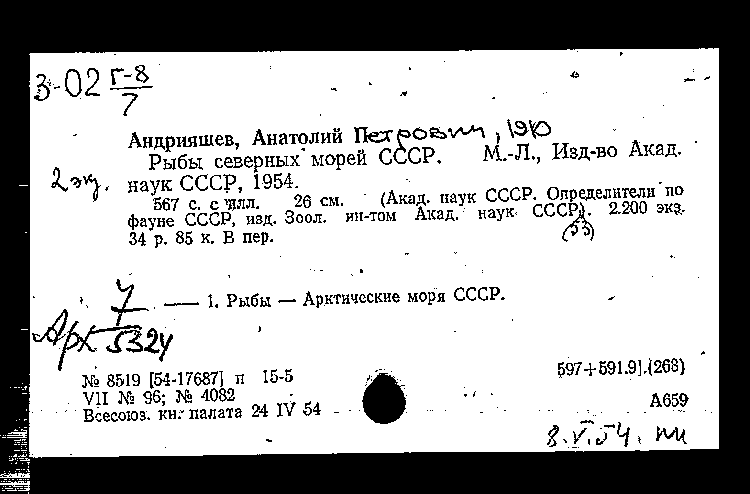 З-02 Г-8
7
Андрияшев, Анатолий Петрович, 1910
Рыбы северных морей СССР. М.-Л., Изд-во Акад.
2 экз. наук СССР, 1954.
567 с. с илл. 26 см. (Акад. наук СССР. Определители по
фауне СССР, изд. Зоол. ин-том Акад. наук СССР). 2.200 экз.
(53)
34 р. 85 к. В пер.
7 — 1. Рыбы — Арктические моря СССР.
Арх 5324
№ 8519 [54-17687] п 15-5
597+591.9].(268)
VII № 96; № 4082
А659
Всесоюз. кн. палата 24 IV 54
8.V.54.